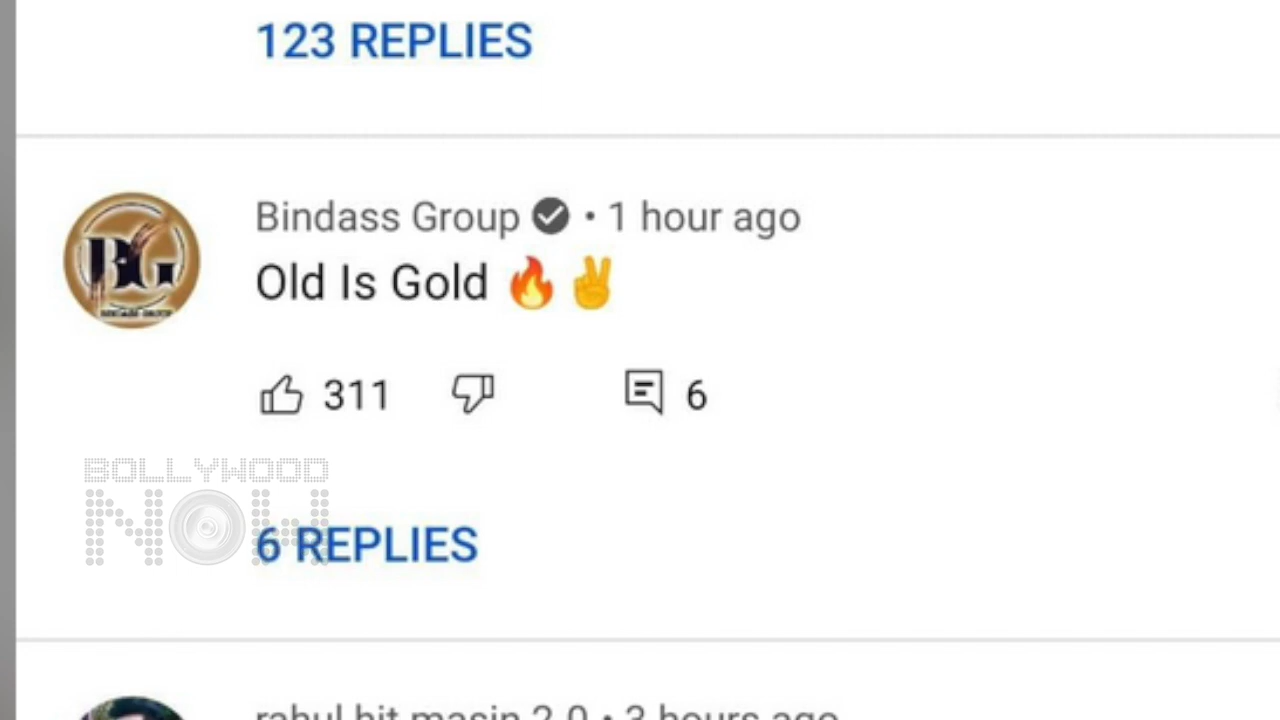 123 REPLIES
Bindass Group • 1 hour ago
Old Is Gold 🔥✌️
311 6
BOLLYWOOD
NOW
6 REPLIES
rahul hit masin 2.0 • 3 hours ago